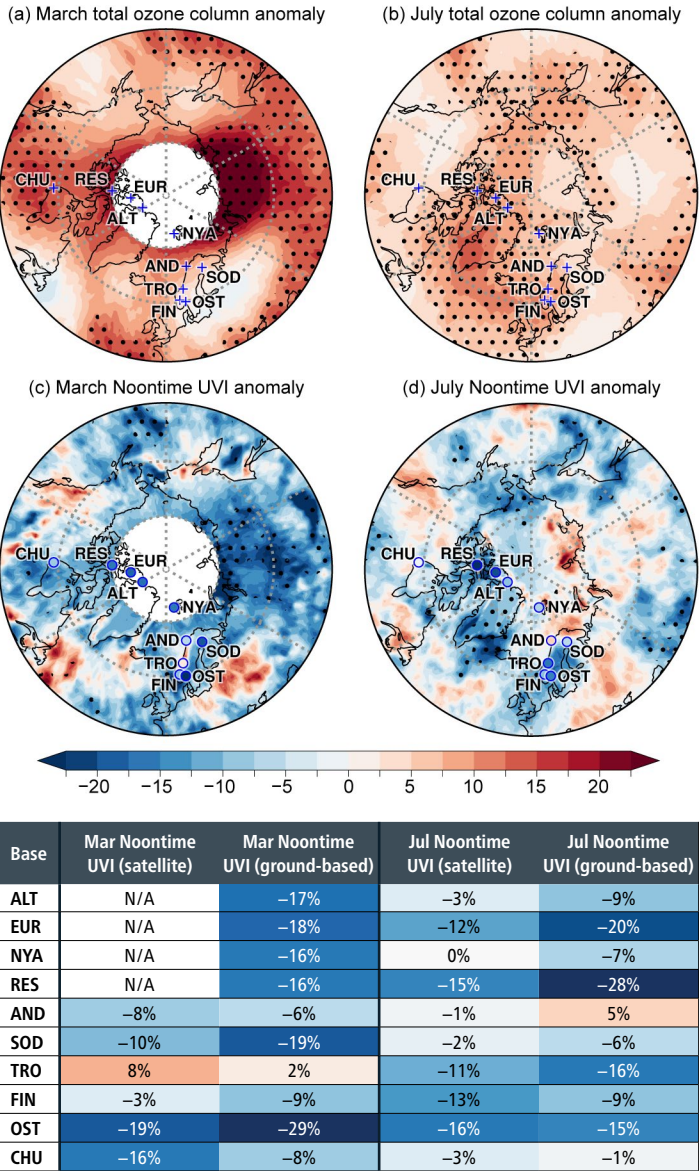 (a) March total ozone column anomaly
(b) July total ozone column anomaly
CHU
RES
EUR
ALT
NYA
AND
SOD
TRO
FIN
OST
CHU
RES
EUR
ALT
NYA
AND
SOD
TRO
FIN
OST
(c) March Noontime UVI anomaly
(d) July Noontime UVI anomaly
CHU
RES
EUR
ALT
NYA
AND
SOD
TRO
FIN
OST
CHU
RES
EUR
ALT
NYA
AND
SOD
TRO
FIN
OST
−20 −15 −10 −5 0 5 10 15 20
Base Mar Noontime UVI (satellite) Mar Noontime UVI (ground-based) Jul Noontime UVI (satellite) Jul Noontime UVI (ground-based)
ALT N/A −17% −3% −9%
EUR N/A −18% −12% −20%
NYA N/A −16% 0% −7%
RES N/A −16% −15% −28%
AND −8% −6% −1% 5%
SOD −10% −19% −2% −6%
TRO 8% 2% −11% −16%
FIN −3% −9% −13% −9%
OST −19% −29% −16% −15%
CHU −16% −8% −3% −1%